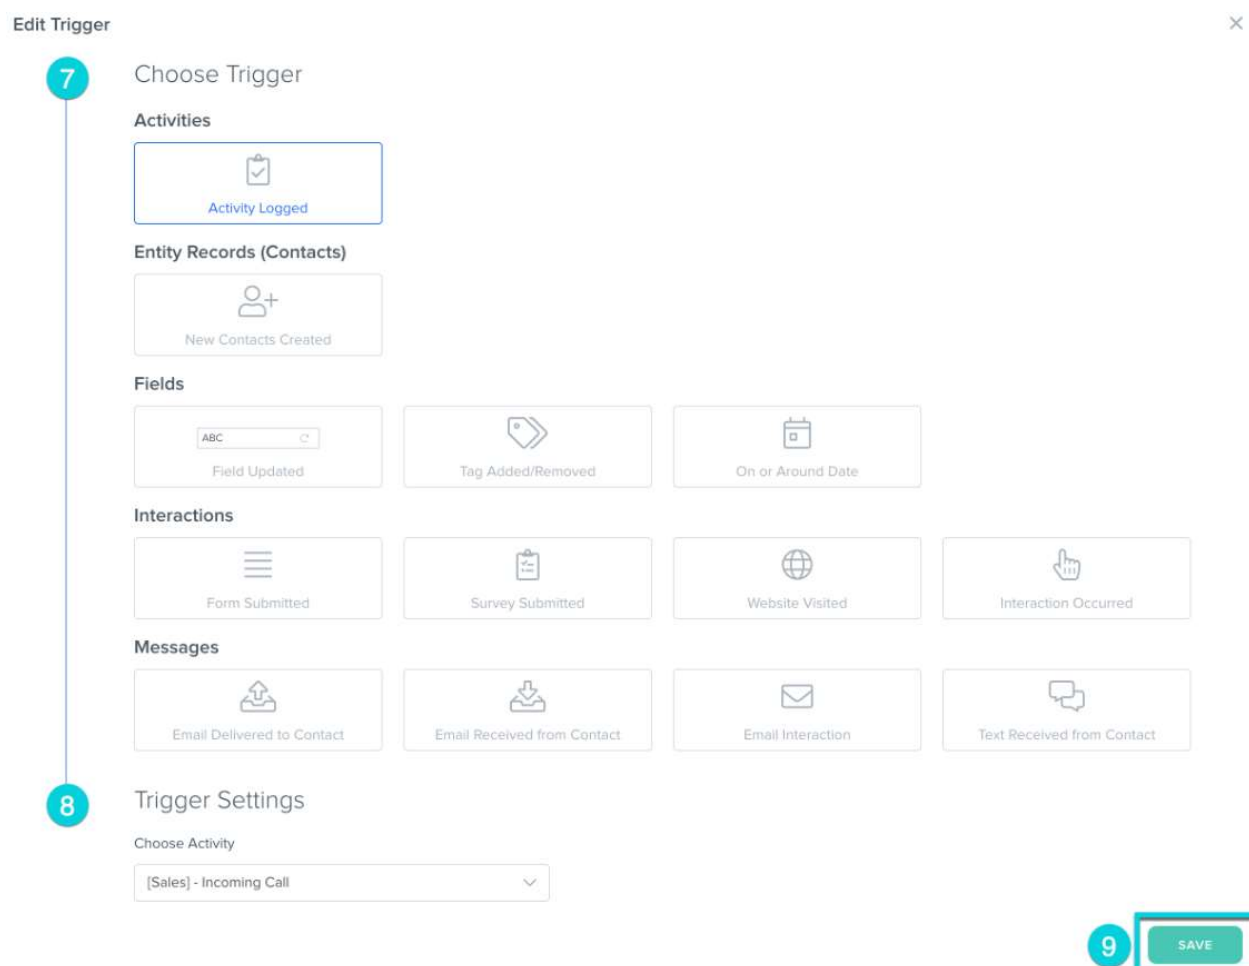 Edit Trigger
7
Choose Trigger
Activities
Activity Logged
Entity Records (Contacts)
New Contacts Created
Fields
ABC
Field Updated
Tag Added/Removed
On or Around Date
Interactions
Form Submitted
Survey Submitted
Website Visited
Interaction Occurred
Messages
Email Delivered to Contact
Email Received from Contact
Email Interaction
Text Received from Contact
8
Trigger Settings
Choose Activity
[Sales] - Incoming Call
9
SAVE